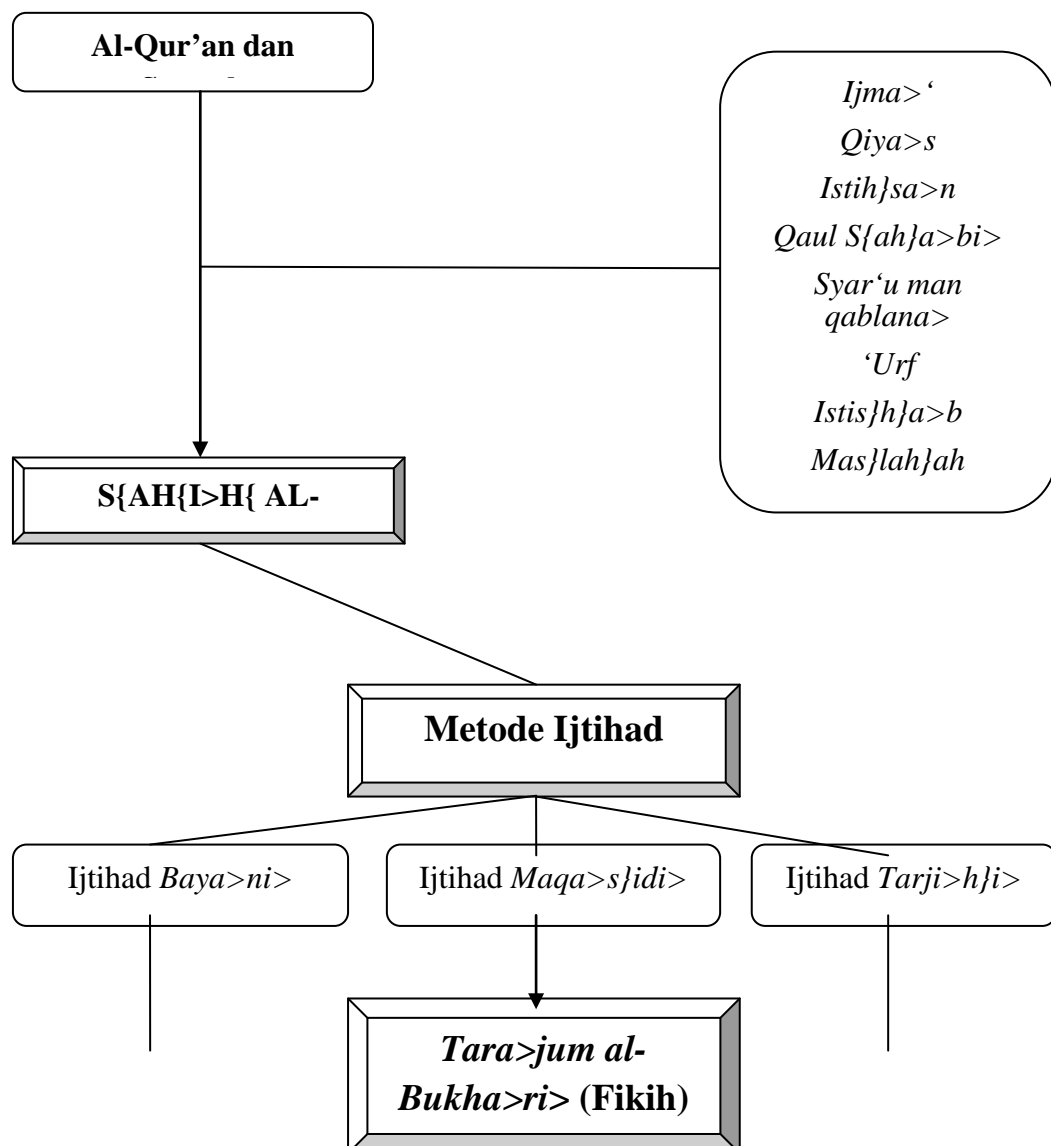 Al-Qur’an dan
Ijma>‘
Qiya>s
Istih}sa>n
Qaul S{ah}a>bi>
Syar‘u man
qablana>
‘Urf
Istis}h}a>b
Mas}lah}ah
S{AH{I>H{ AL-
Metode Ijtihad
Ijtihad Baya>ni>
Ijtihad Maqa>s}idi>
Ijtihad Tarji>h}i>
Tara>jum al-
Bukha>ri> (Fikih)